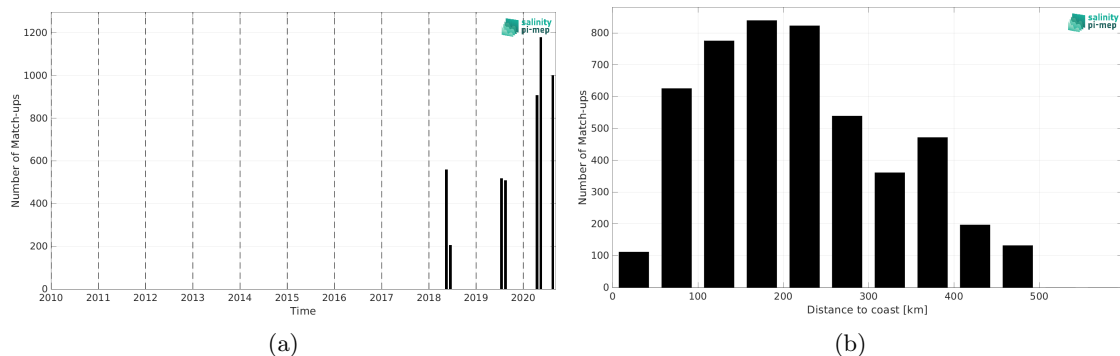 salinity
pi-mep
1200
1000
800
600
400
200
0
Number of Match-ups
2010 2011 2012 2013 2014 2015 2016 2017 2018 2019 2020
Time
(a)
salinity
pi-mep
800
700
600
500
400
300
200
100
0
Number of Match-ups
0 100 200 300 400 500
Distance to coast [km]
(b)